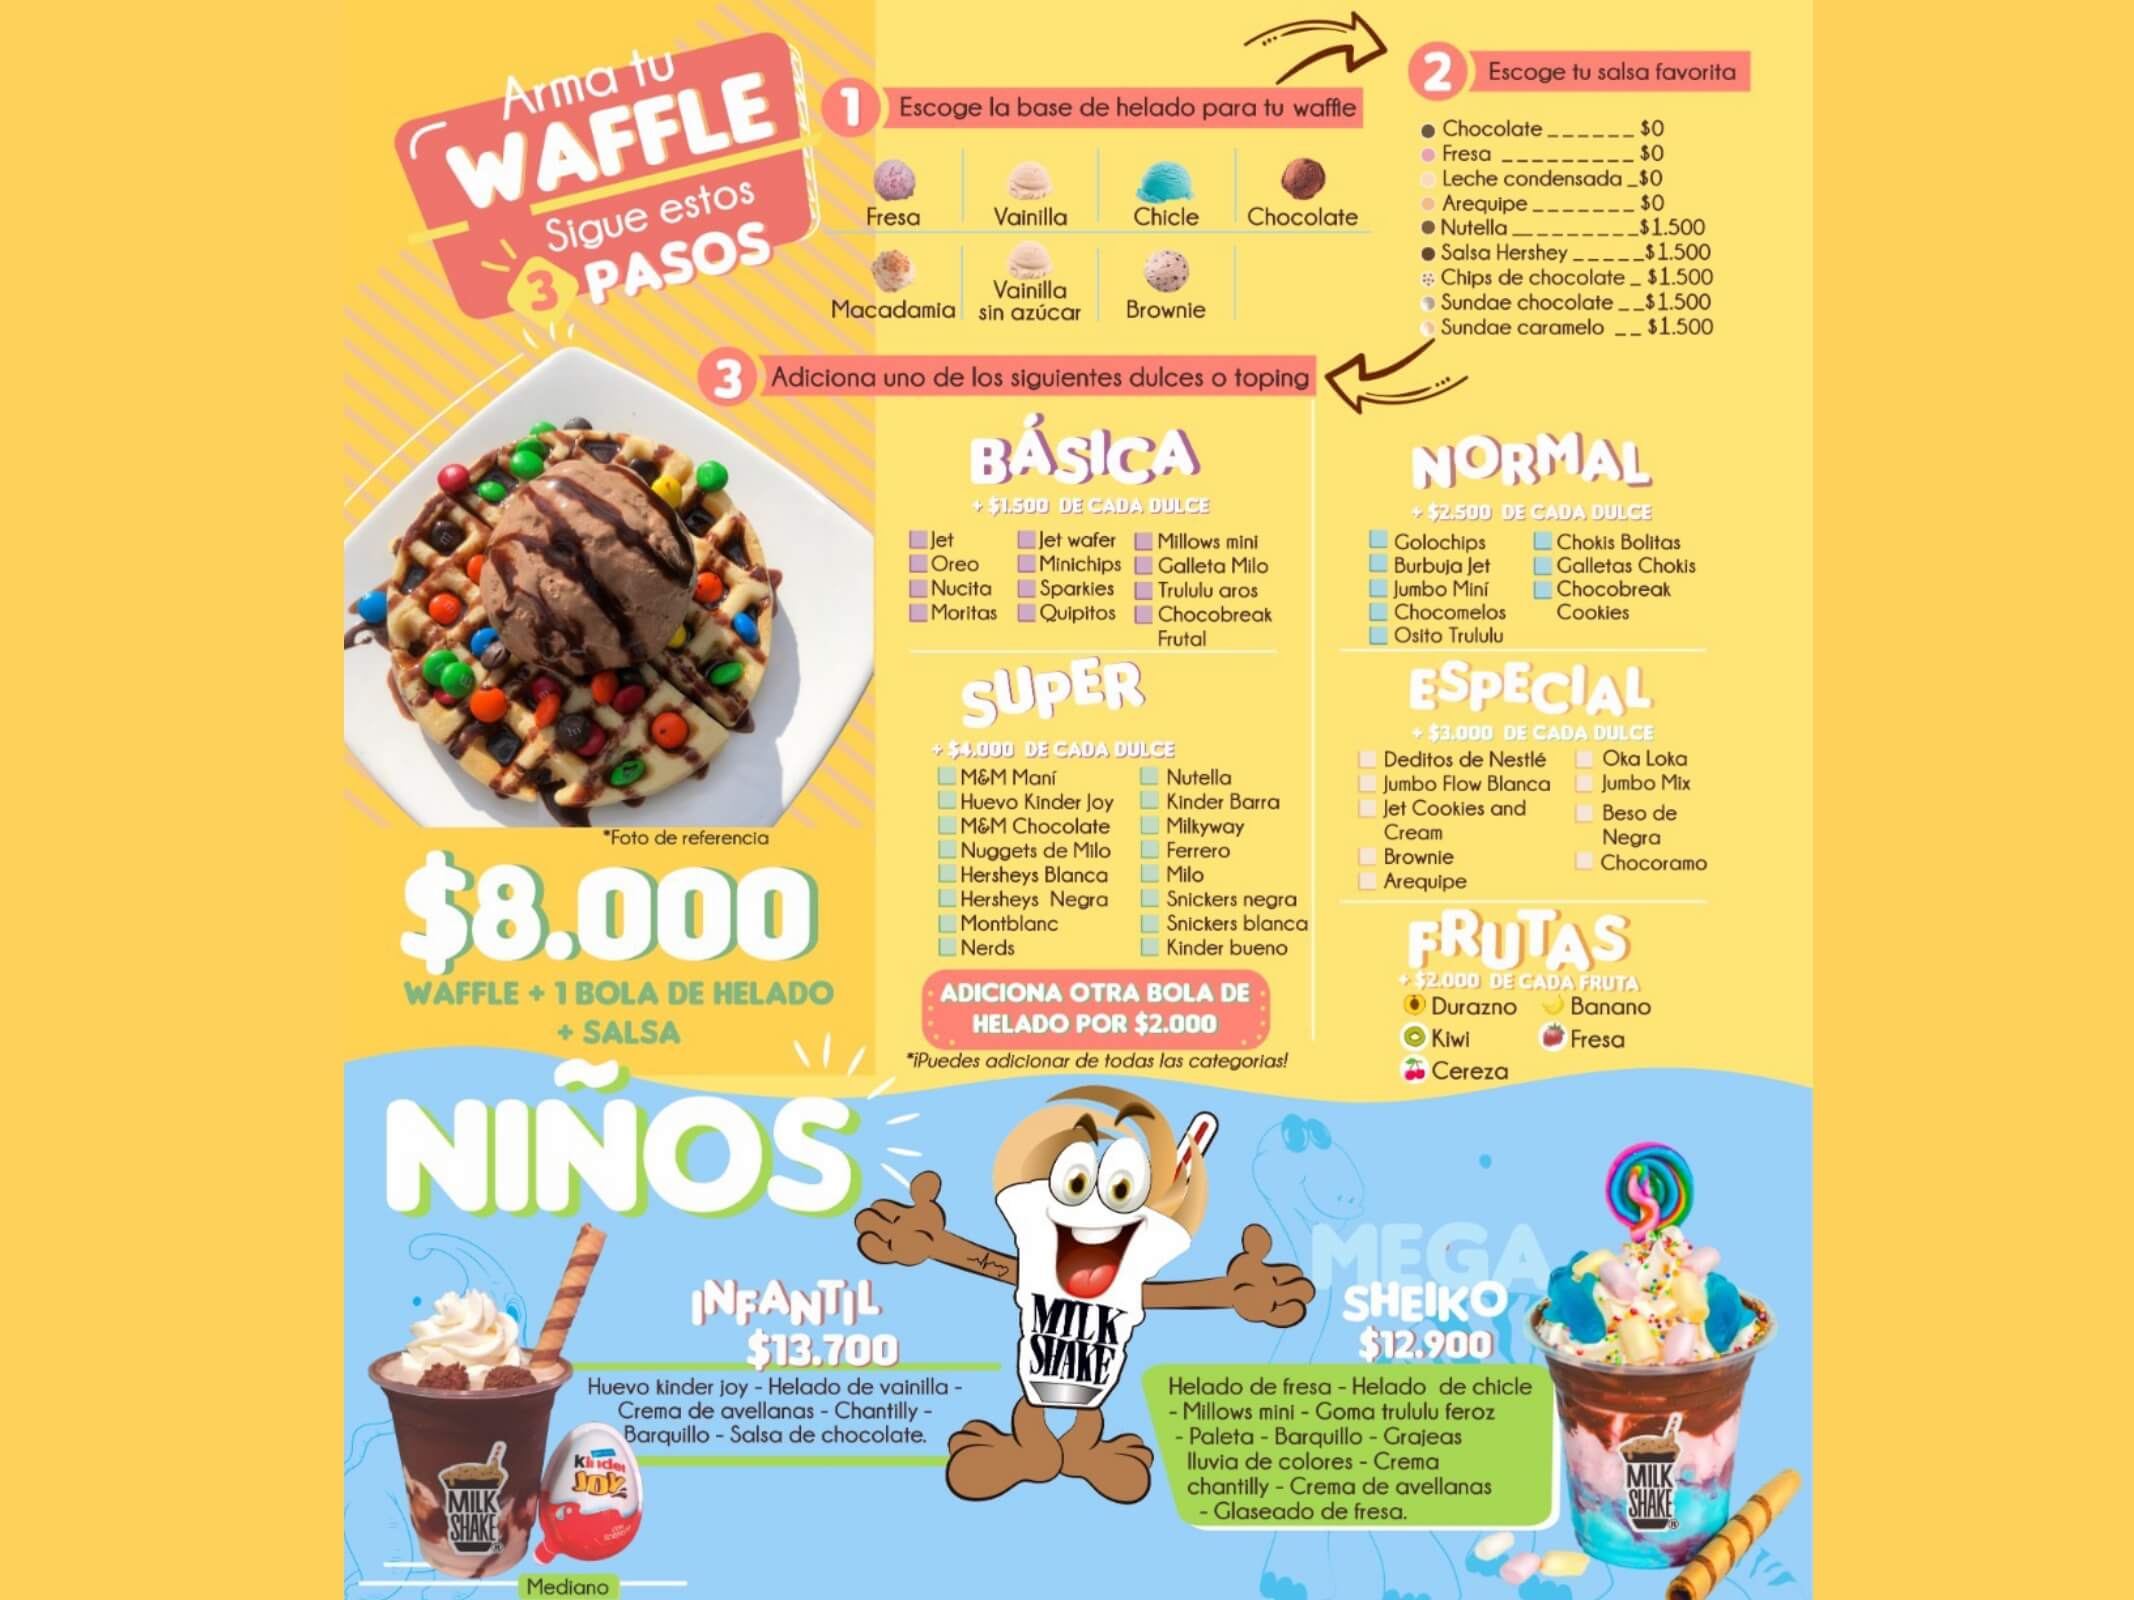 Arma tu
WAFFLE
Sigue estos
3 PASOS
1 Escoge la base de helado para tu waffle
Fresa
Vainilla
Chicle
Chocolate
Macadamia
Vainilla
sin azúcar
Brownie
2 Escoge tu salsa favorita
Chocolate ______ $0
Fresa _________ $0
Leche condensada _$0
Arequipe _______ $0
Nutella _________$1.500
Salsa Hershey _____$1.500
Chips de chocolate _ $1.500
Sundae chocolate __$1.500
Sundae caramelo __ $1.500
3 Adiciona uno de los siguientes dulces o toping
BÁSICA
+ $1.500 DE CADA DULCE
Jet
Oreo
Nucita
Moritas
Jet wafer
Minichips
Sparkies
Quipitos
Millows mini
Galleta Milo
Trululu aros
Chocobreak
Frutal
NORMAL
+ $2.500 DE CADA DULCE
Golochips
Burbuja Jet
Jumbo Miní
Chocomelos
Osito Trululu
Chokis Bolitas
Galletas Chokis
Chocobreak
Cookies
SUPER
+ $4.000 DE CADA DULCE
M&M Maní
Huevo Kinder Joy
M&M Chocolate
Nuggets de Milo
Hersheys Blanca
Hersheys Negra
Montblanc
Nerds
Nutella
Kinder Barra
Milkyway
Ferrero
Milo
Snickers negra
Snickers blanca
Kinder bueno
ESPECIAL
+ $3.000 DE CADA DULCE
Deditos de Nestlé
Jumbo Flow Blanca
Jet Cookies and
Cream
Brownie
Arequipe
Oka Loka
Jumbo Mix
Beso de
Negra
Chocoramo
FRUTAS
+ $2.000 DE CADA FRUTA
Durazno
Kiwi
Cereza
Banano
Fresa
ADICIONA OTRA BOLA DE
HELADO POR $2.000
*¡Puedes adicionar de todas las categorias!
*Foto de referencia
$8.000
WAFFLE + 1 BOLA DE HELADO
+ SALSA
NIÑOS
INFANTIL
$13.700
Huevo kinder joy - Helado de vainilla -
Crema de avellanas - Chantilly -
Barquillo - Salsa de chocolate.
MILK
SHAKE
Kinder
JOY
Mediano
MILK
SHAKE
MEGA
SHEIKO
$12.900
Helado de fresa - Helado de chicle
- Millows mini - Goma trululu feroz
- Paleta - Barquillo - Grajeas
lluvia de colores - Crema
chantilly - Crema de avellanas
- Glaseado de fresa.
MILK
SHAKE